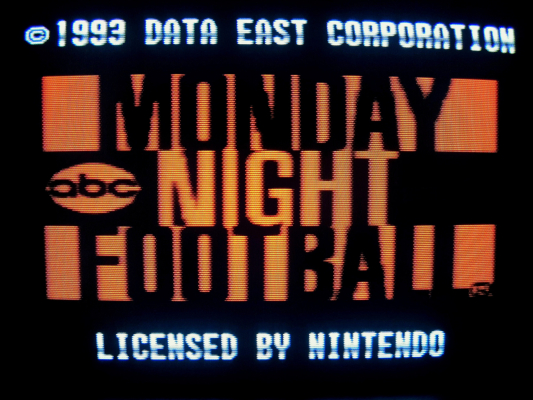 ©1993 DATA EAST CORPORATION
MONDAY
abc NIGHT
FOOTBALL
LICENSED BY NINTENDO